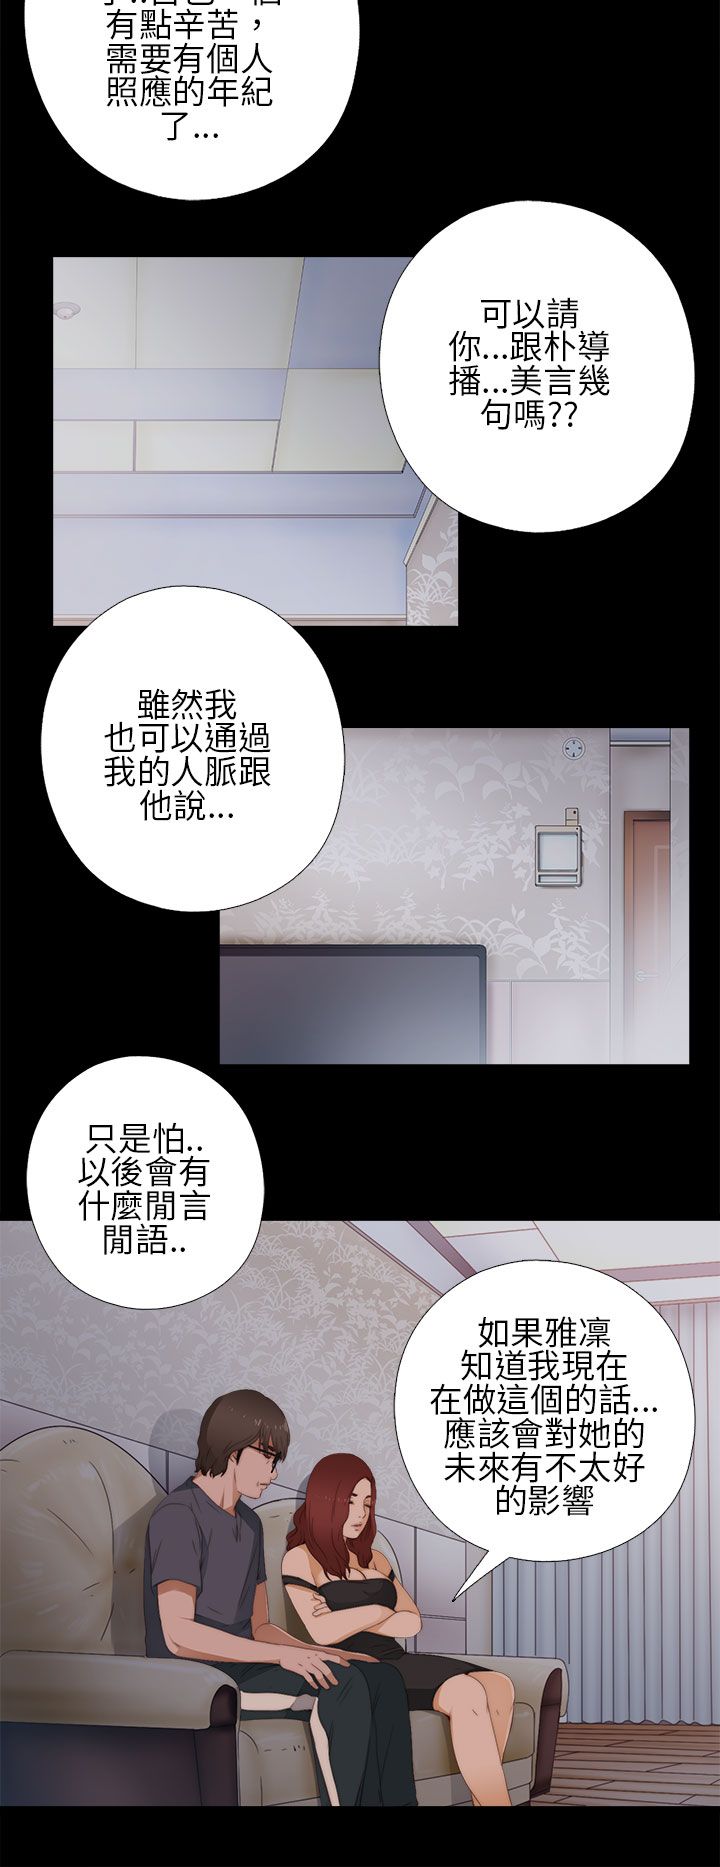 有點辛苦，
需要有個人
照應的年紀
了...
可以請
你...跟朴導
播...美言幾
句嗎??
雖然我
也可以通過
我的人脈跟
他說...
只是怕..
以後會有
什麼閒言
閒語..
如果雅凜
知道我現在
在做這個的話...
應該會對她的
未來有不太好
的影響